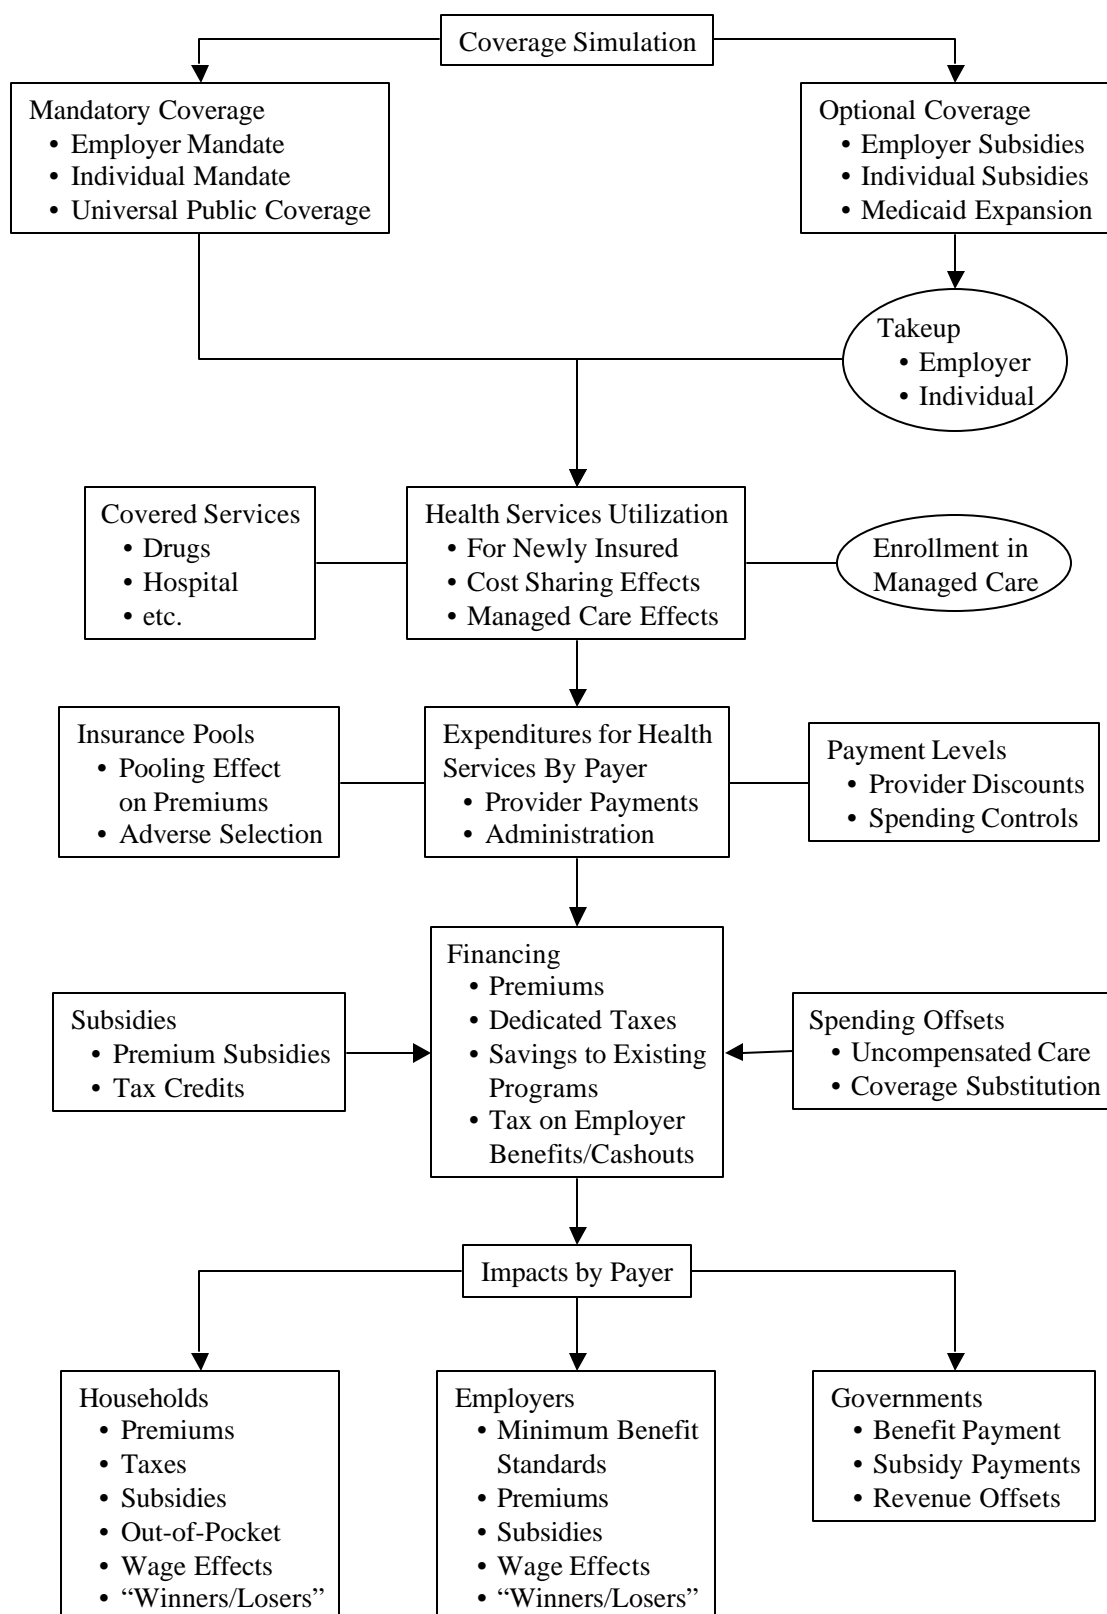 Coverage Simulation
Mandatory Coverage
• Employer Mandate
• Individual Mandate
• Universal Public Coverage
Optional Coverage
• Employer Subsidies
• Individual Subsidies
• Medicaid Expansion
Takeup
• Employer
• Individual
Covered Services
• Drugs
• Hospital
• etc.
Health Services Utilization
• For Newly Insured
• Cost Sharing Effects
• Managed Care Effects
Enrollment in
Managed Care
Insurance Pools
• Pooling Effect
on Premiums
• Adverse Selection
Expenditures for Health
Services By Payer
• Provider Payments
• Administration
Payment Levels
• Provider Discounts
• Spending Controls
Subsidies
• Premium Subsidies
• Tax Credits
Financing
• Premiums
• Dedicated Taxes
• Savings to Existing
Programs
• Tax on Employer
Benefits/Cashouts
Spending Offsets
• Uncompensated Care
• Coverage Substitution
Impacts by Payer
Households
• Premiums
• Taxes
• Subsidies
• Out-of-Pocket
• Wage Effects
• “Winners/Losers”
Employers
• Minimum Benefit
Standards
• Premiums
• Subsidies
• Wage Effects
• “Winners/Losers”
Governments
• Benefit Payment
• Subsidy Payments
• Revenue Offsets